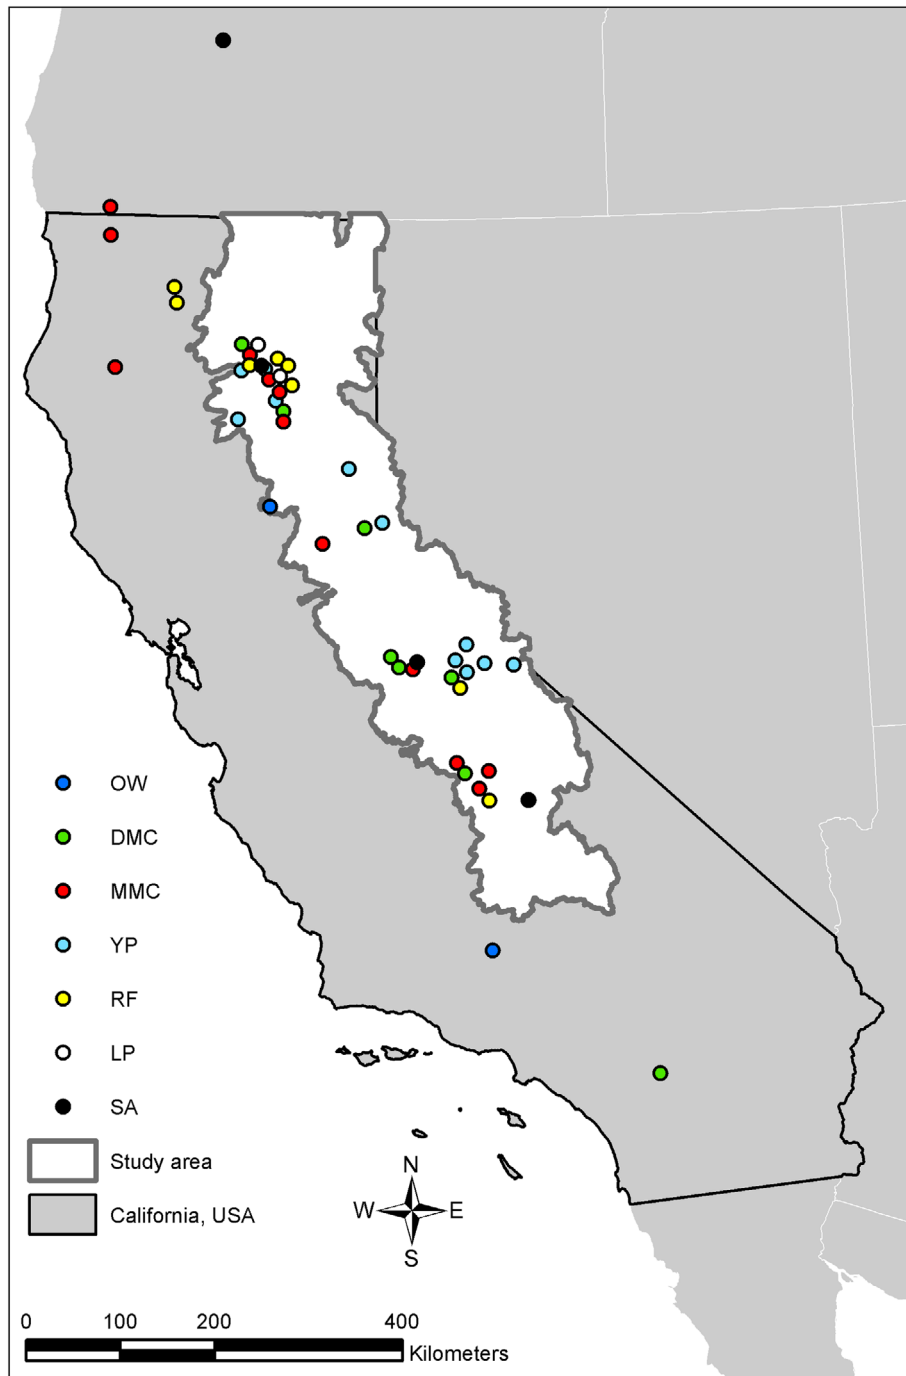 OW
DMC
MMC
YP
RF
LP
SA
Study area
California, USA
N
W E
S
0 100 200 400
Kilometers